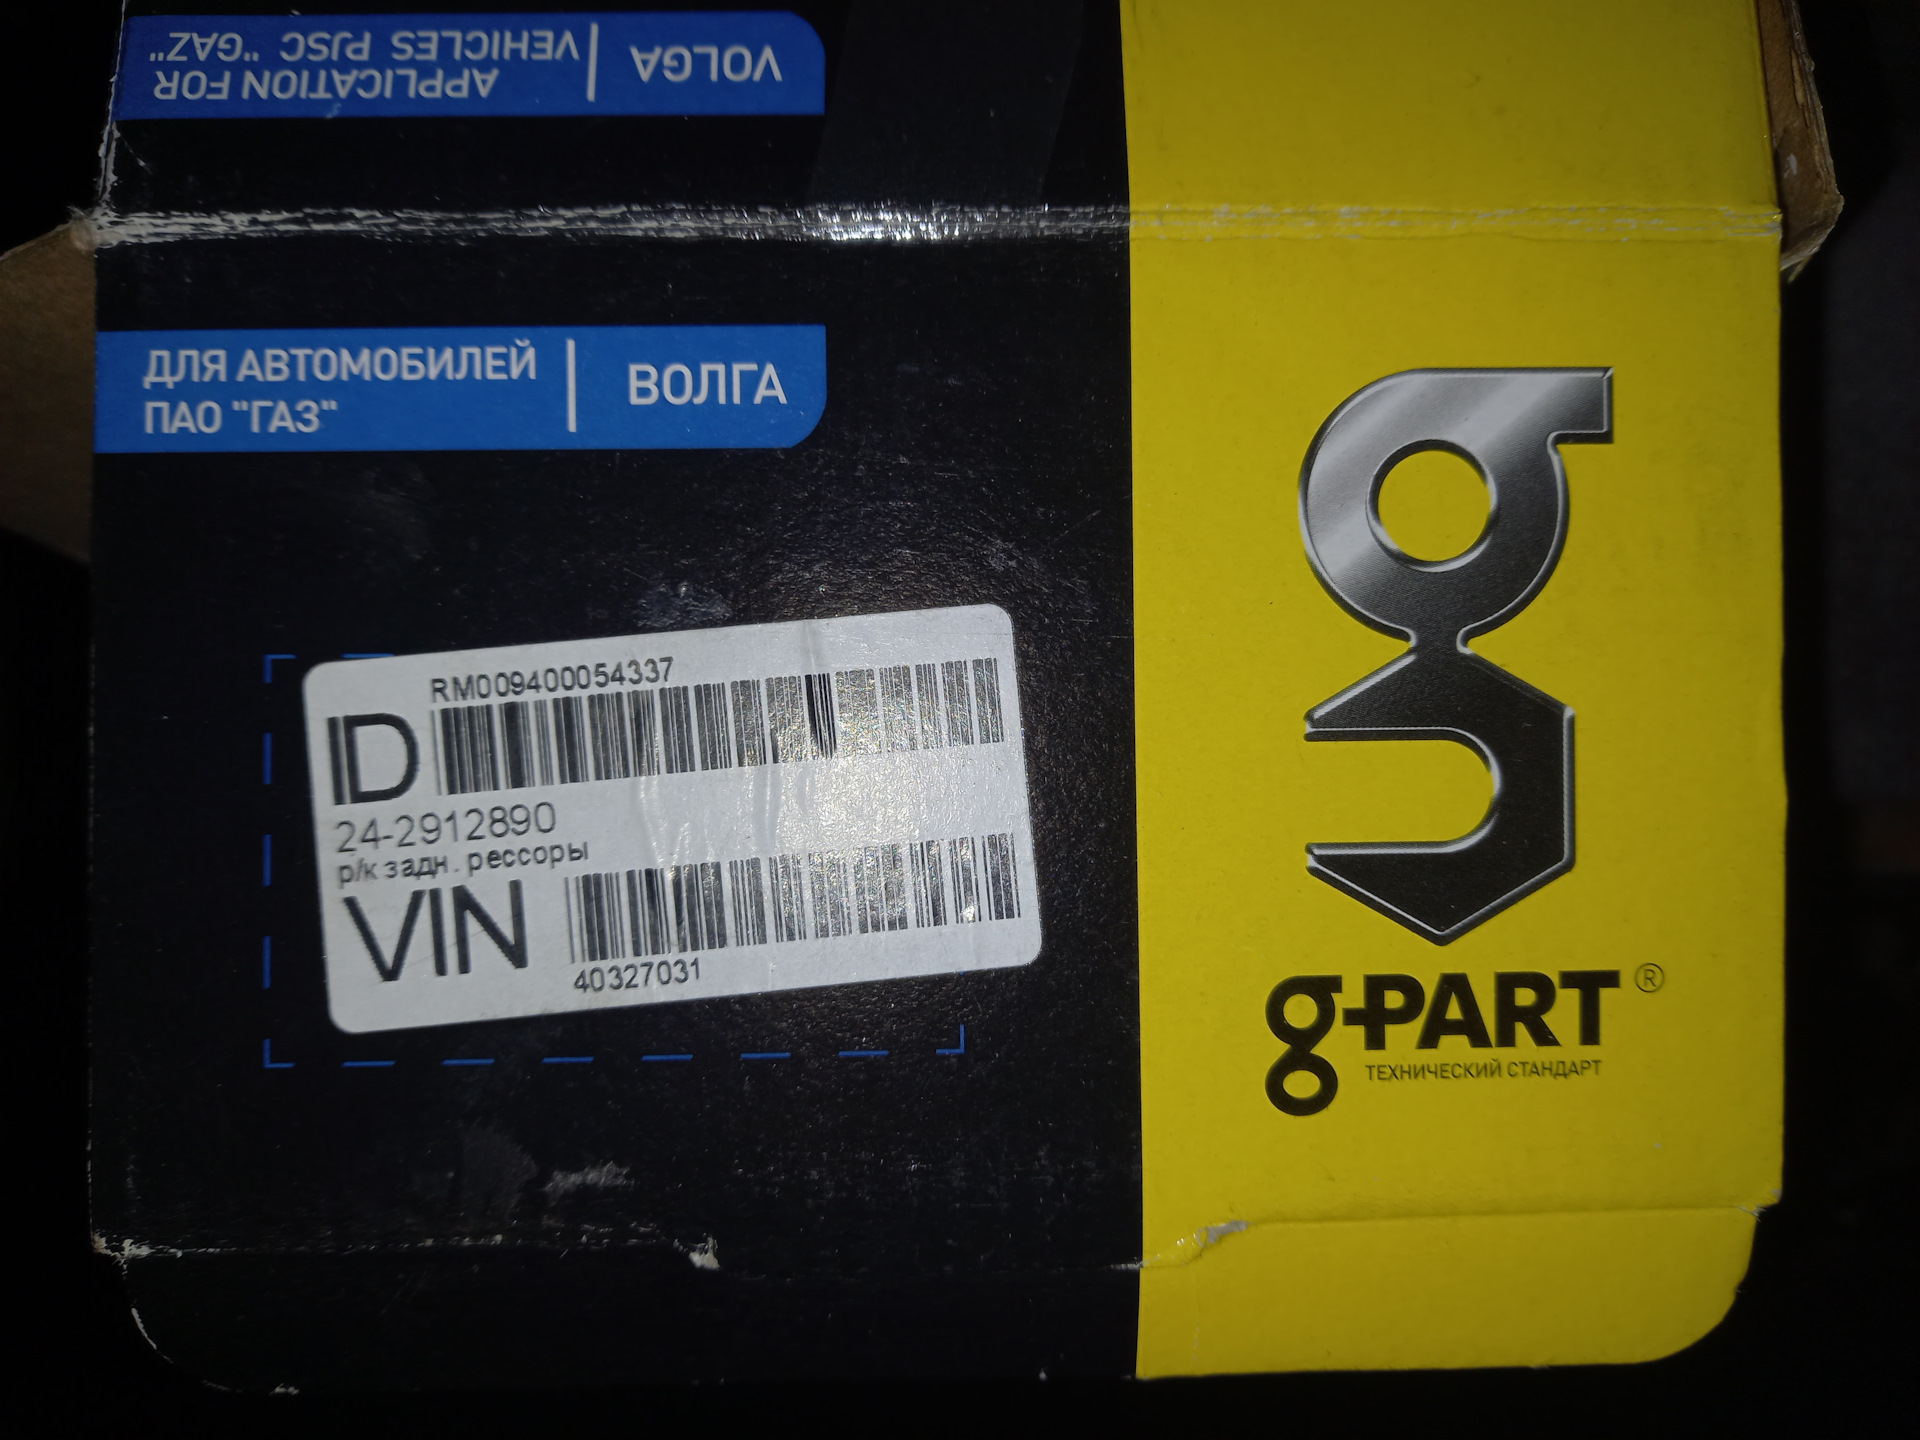 APPLICATION FOR
VEHICLES PJSC "GAZ"
VOLGA
ДЛЯ АВТОМОБИЛЕЙ
ПАО "ГАЗ"
ВОЛГА
RM009400054337
ID
24-2912890
р/к задн. рессоры
VIN
40327031
g-PART®
ТЕХНИЧЕСКИЙ СТАНДАРТ